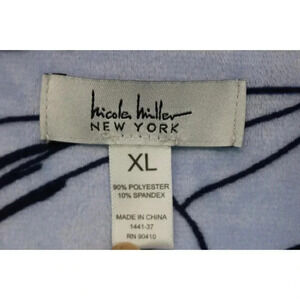 nicole miller
NEW YORK
XL
90% POLYESTER
10% SPANDEX
MADE IN CHINA
1441-37
RN 90410